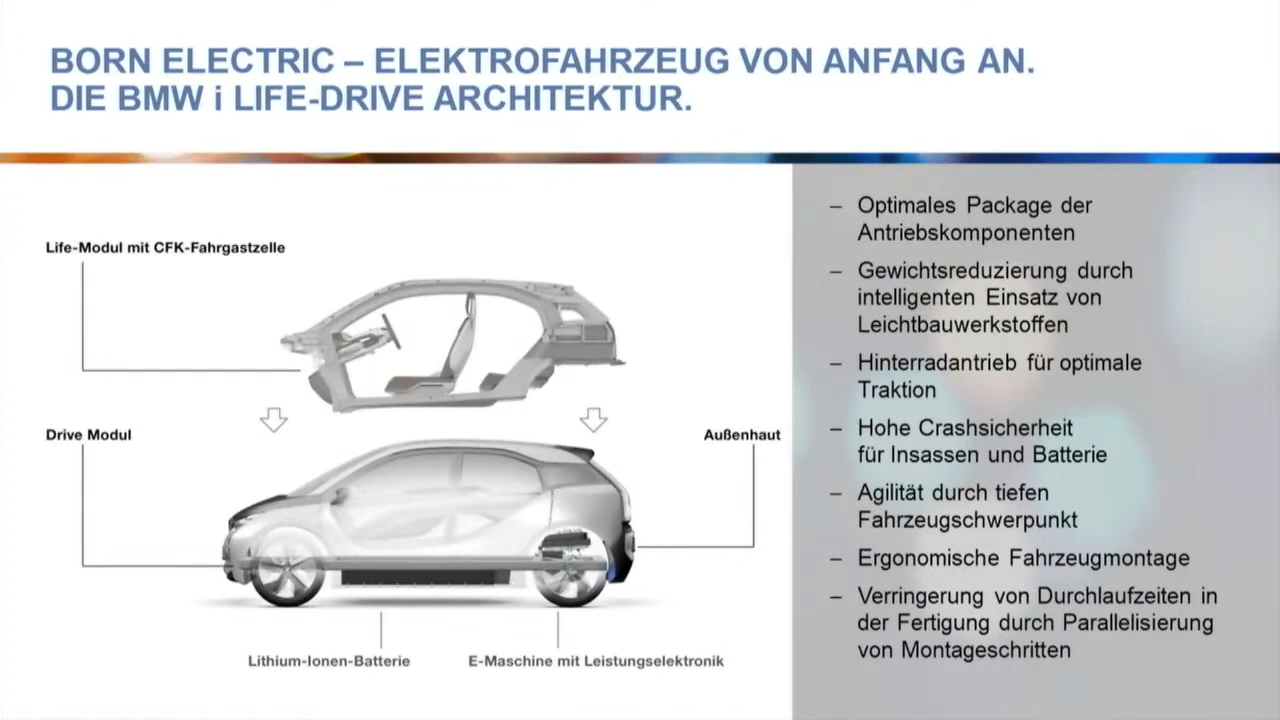 BORN ELECTRIC – ELEKTROFAHRZEUG VON ANFANG AN.
DIE BMW i LIFE-DRIVE ARCHITEKTUR.
Life-Modul mit CFK-Fahrgastzelle
Drive Modul
Außenhaut
Lithium-Ionen-Batterie
E-Maschine mit Leistungselektronik
– Optimales Package der
Antriebskomponenten
– Gewichtsreduzierung durch
intelligenten Einsatz von
Leichtbauwerkstoffen
– Hinterradantrieb für optimale
Traktion
– Hohe Crashsicherheit
für Insassen und Batterie
– Agilität durch tiefen
Fahrzeugschwerpunkt
– Ergonomische Fahrzeugmontage
– Verringerung von Durchlaufzeiten in
der Fertigung durch Parallelisierung
von Montageschritten